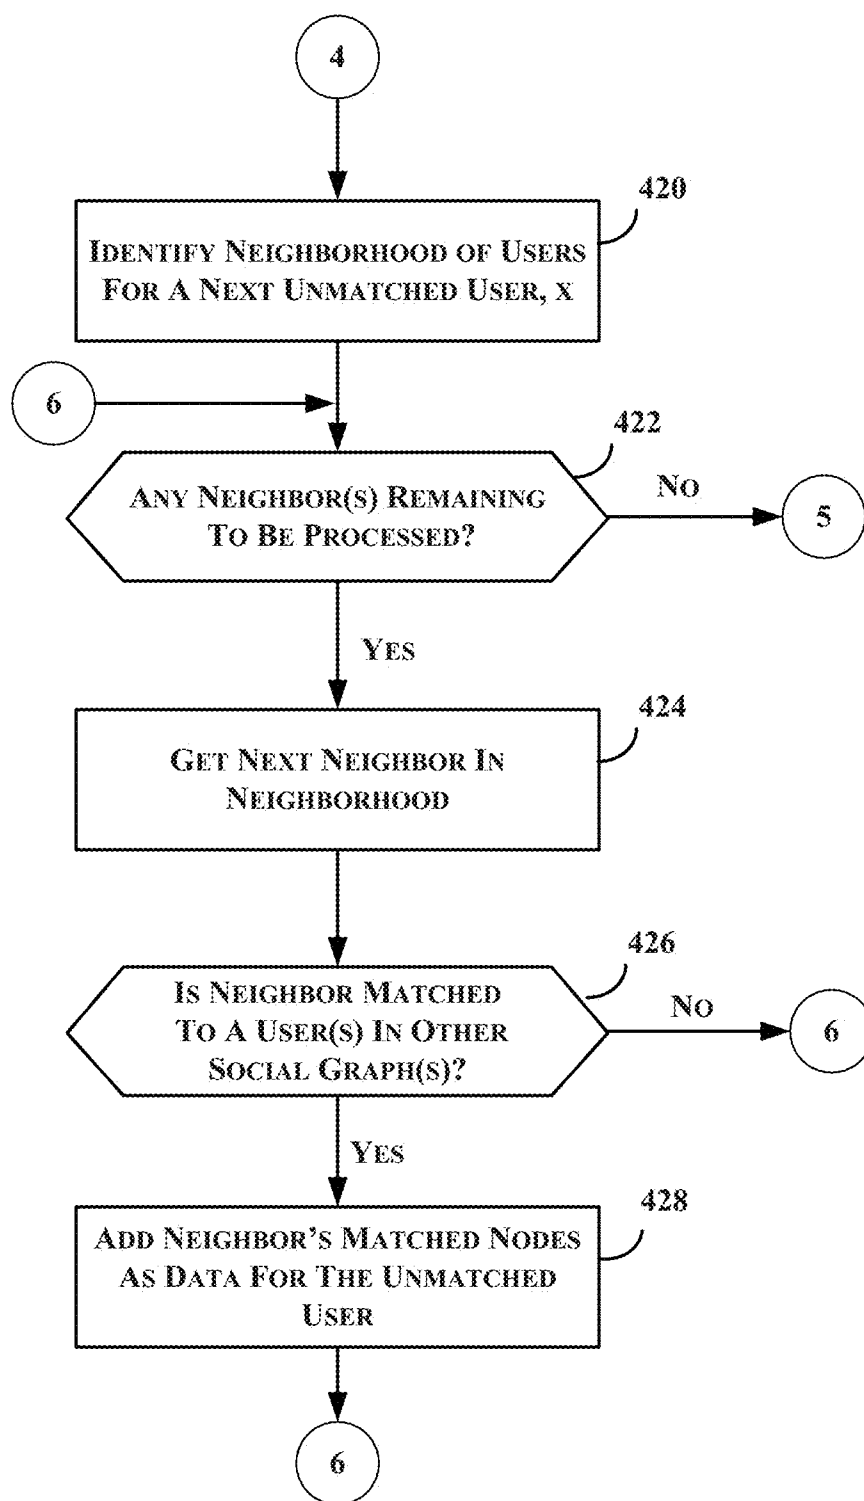 4
420
IDENTIFY NEIGHBORHOOD OF USERS
FOR A NEXT UNMATCHED USER, X
6
422
ANY NEIGHBOR(S) REMAINING
TO BE PROCESSED?
NO
5
YES
424
GET NEXT NEIGHBOR IN
NEIGHBORHOOD
426
IS NEIGHBOR MATCHED
TO A USER(S) IN OTHER
SOCIAL GRAPH(S)?
NO
6
YES
428
ADD NEIGHBOR'S MATCHED NODES
AS DATA FOR THE UNMATCHED
USER
6